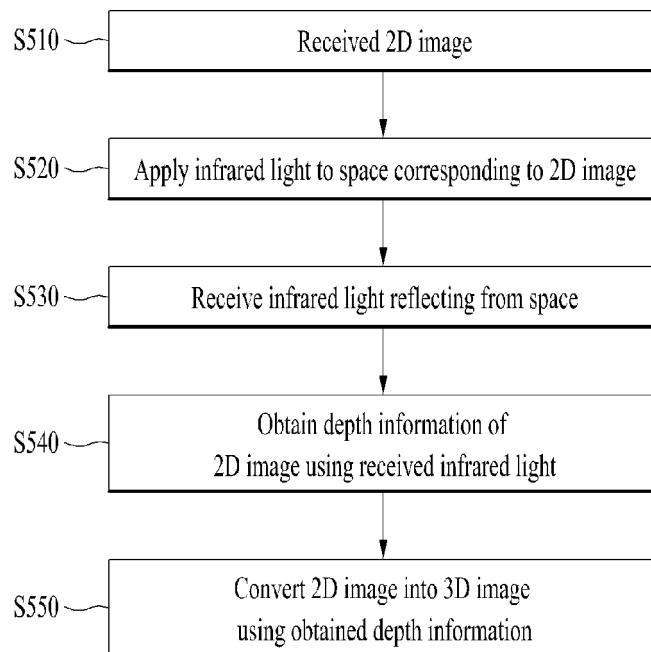 S510
Received 2D image
S520
Apply infrared light to space corresponding to 2D image
S530
Receive infrared light reflecting from space
S540
Obtain depth information of
2D image using received infrared light
S550
Convert 2D image into 3D image
using obtained depth information